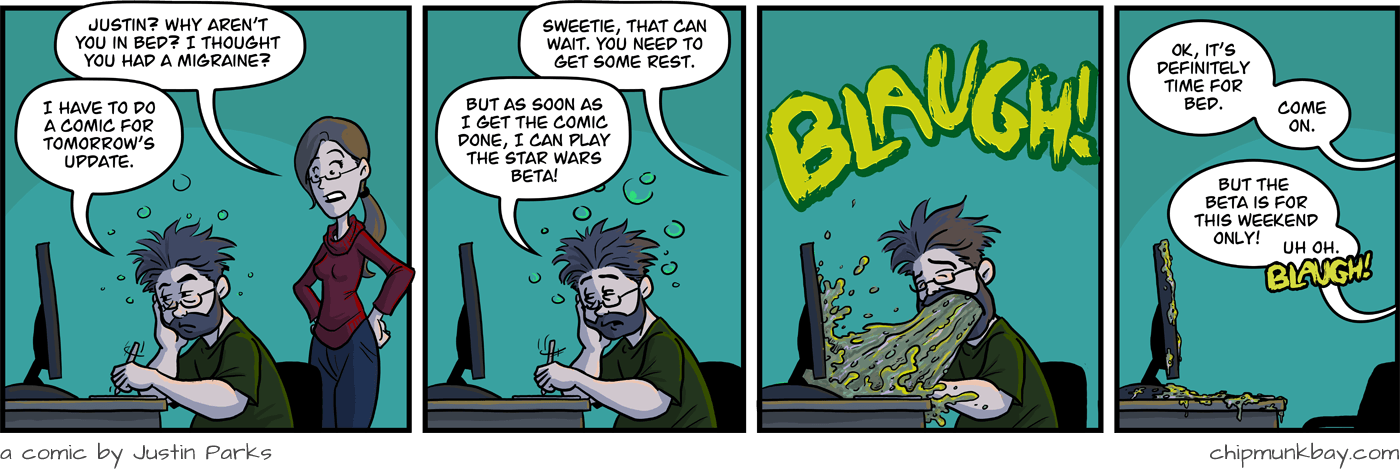 JUSTIN? WHY AREN'T
YOU IN BED? I THOUGHT
YOU HAD A MIGRAINE?
I HAVE TO DO
A COMIC FOR
TOMORROW'S
UPDATE.
SWEETIE, THAT CAN
WAIT. YOU NEED TO
GET SOME REST.
BUT AS SOON AS
I GET THE COMIC
DONE, I CAN PLAY
THE STAR WARS
BETA!
BLAUGH!
OK, IT'S
DEFINITELY
TIME FOR
BED.
COME
ON.
BUT THE
BETA IS FOR
THIS WEEKEND
ONLY!
UH OH.
BLAUGH!
a comic by Justin Parks
chipmunkbay.com